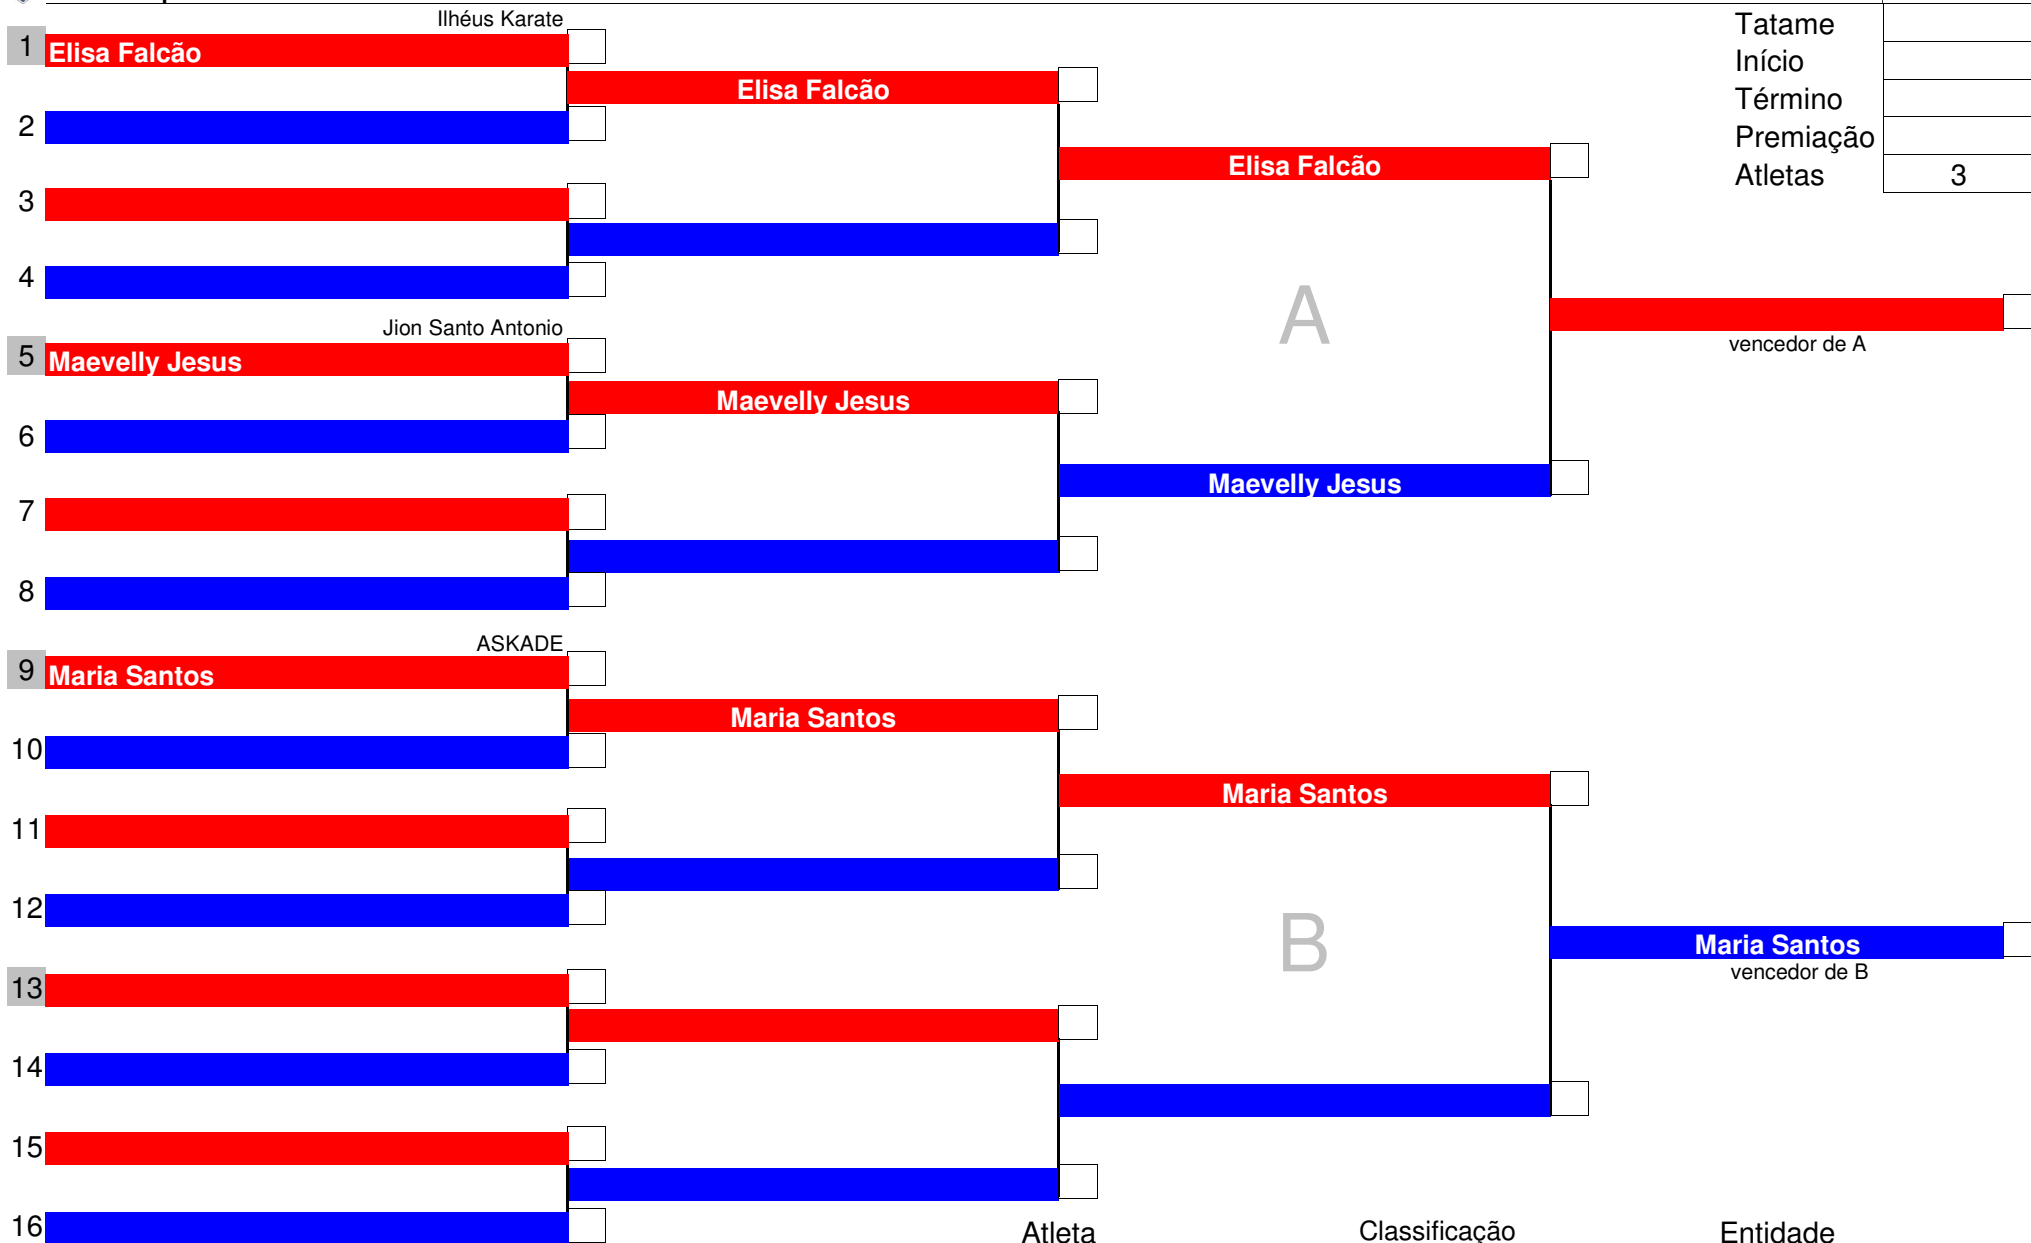 Ilhéus Karate
1 Elisa Falcão
Elisa Falcão
2
Elisa Falcão
3
4
A
vencedor de A
Jion Santo Antonio
5 Maevelly Jesus
Maevelly Jesus
6
Maevelly Jesus
7
8
ASKADE
9 Maria Santos
Maria Santos
10
Maria Santos
11
12
B
Maria Santos
vencedor de B
13
14
15
16
Tatame
Início
Término
Premiação
Atletas 3
Atleta Classificação Entidade